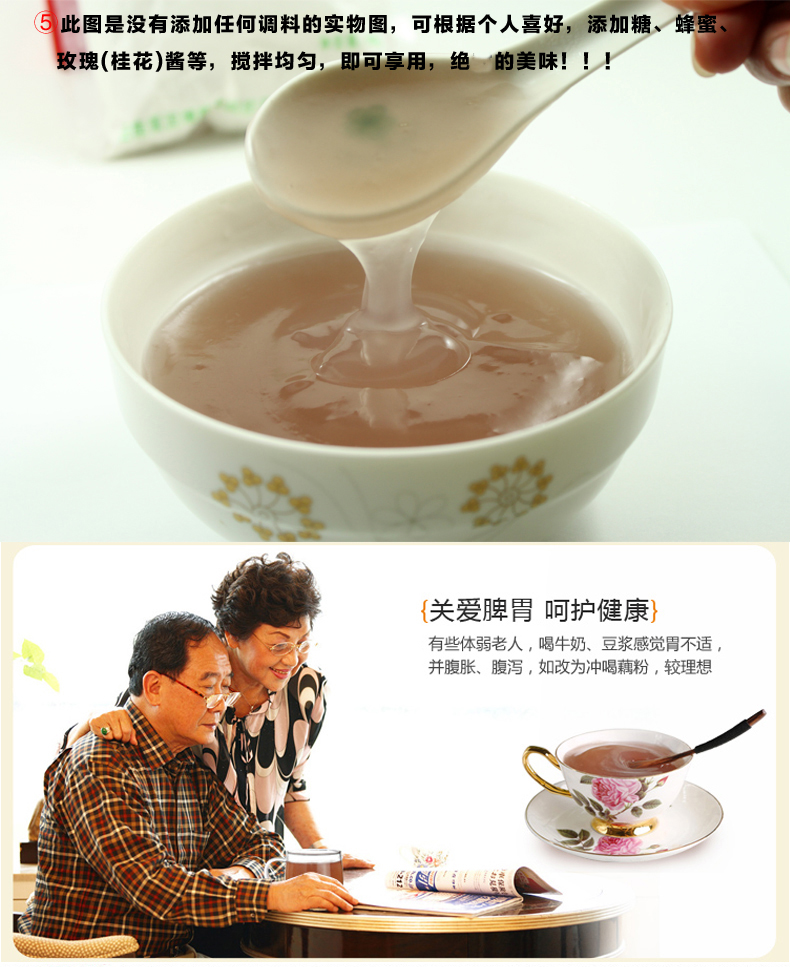 ⑤此图是没有添加任何调料的实物图，可根据个人喜好，添加糖、蜂蜜、
玫瑰(桂花)酱等，搅拌均匀，即可享用，绝 的美味！！！
{关爱脾胃 呵护健康}
有些体弱老人，喝牛奶、豆浆感觉胃不适，
并腹胀、腹泻，如改为冲喝藕粉，较理想